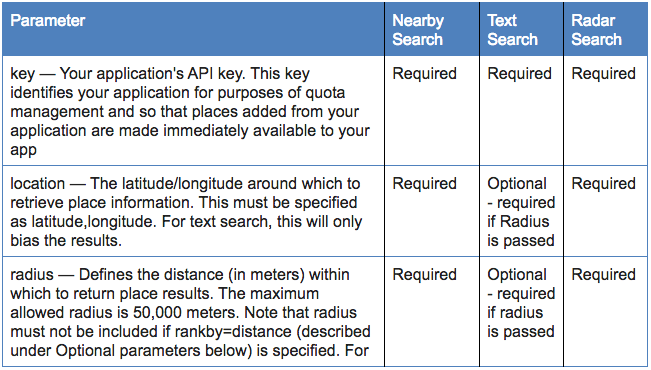 Parameter
Nearby Search
Text Search
Radar Search
key — Your application's API key. This key
identifies your application for purposes of quota
management and so that places added from your
application are made immediately available to your
app
Required
Required
Required
location — The latitude/longitude around which to
retrieve place information. This must be specified
as latitude,longitude. For text search, this will only
bias the results.
Required
Optional
- required
if Radius
is passed
Required
radius — Defines the distance (in meters) within
which to return place results. The maximum
allowed radius is 50,000 meters. Note that radius
must not be included if rankby=distance (described
under Optional parameters below) is specified. For
Required
Optional
- required
if radius
is passed
Required